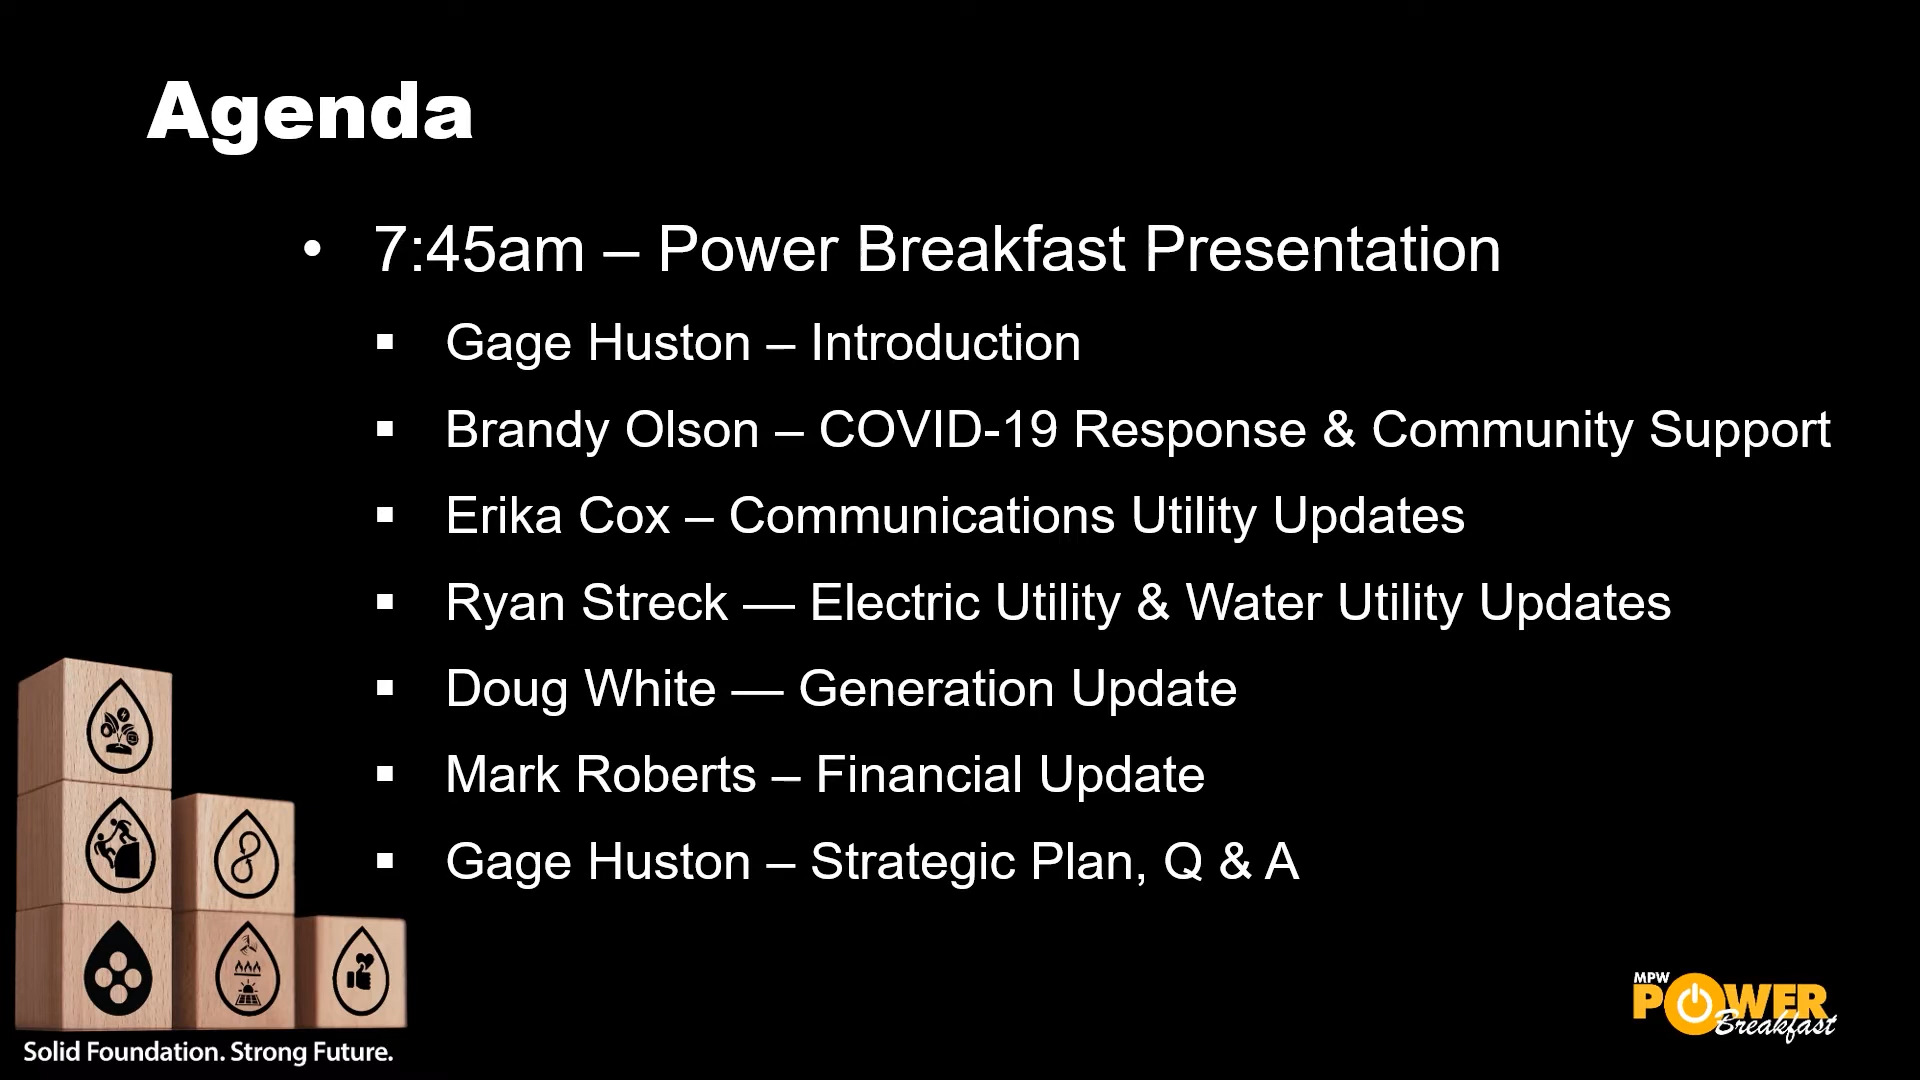 Agenda
• 7:45am – Power Breakfast Presentation
▪ Gage Huston – Introduction
▪ Brandy Olson – COVID-19 Response & Community Support
▪ Erika Cox – Communications Utility Updates
▪ Ryan Streck — Electric Utility & Water Utility Updates
▪ Doug White — Generation Update
▪ Mark Roberts – Financial Update
▪ Gage Huston – Strategic Plan, Q & A
Solid Foundation. Strong Future.
MPW
POWER
Breakfast